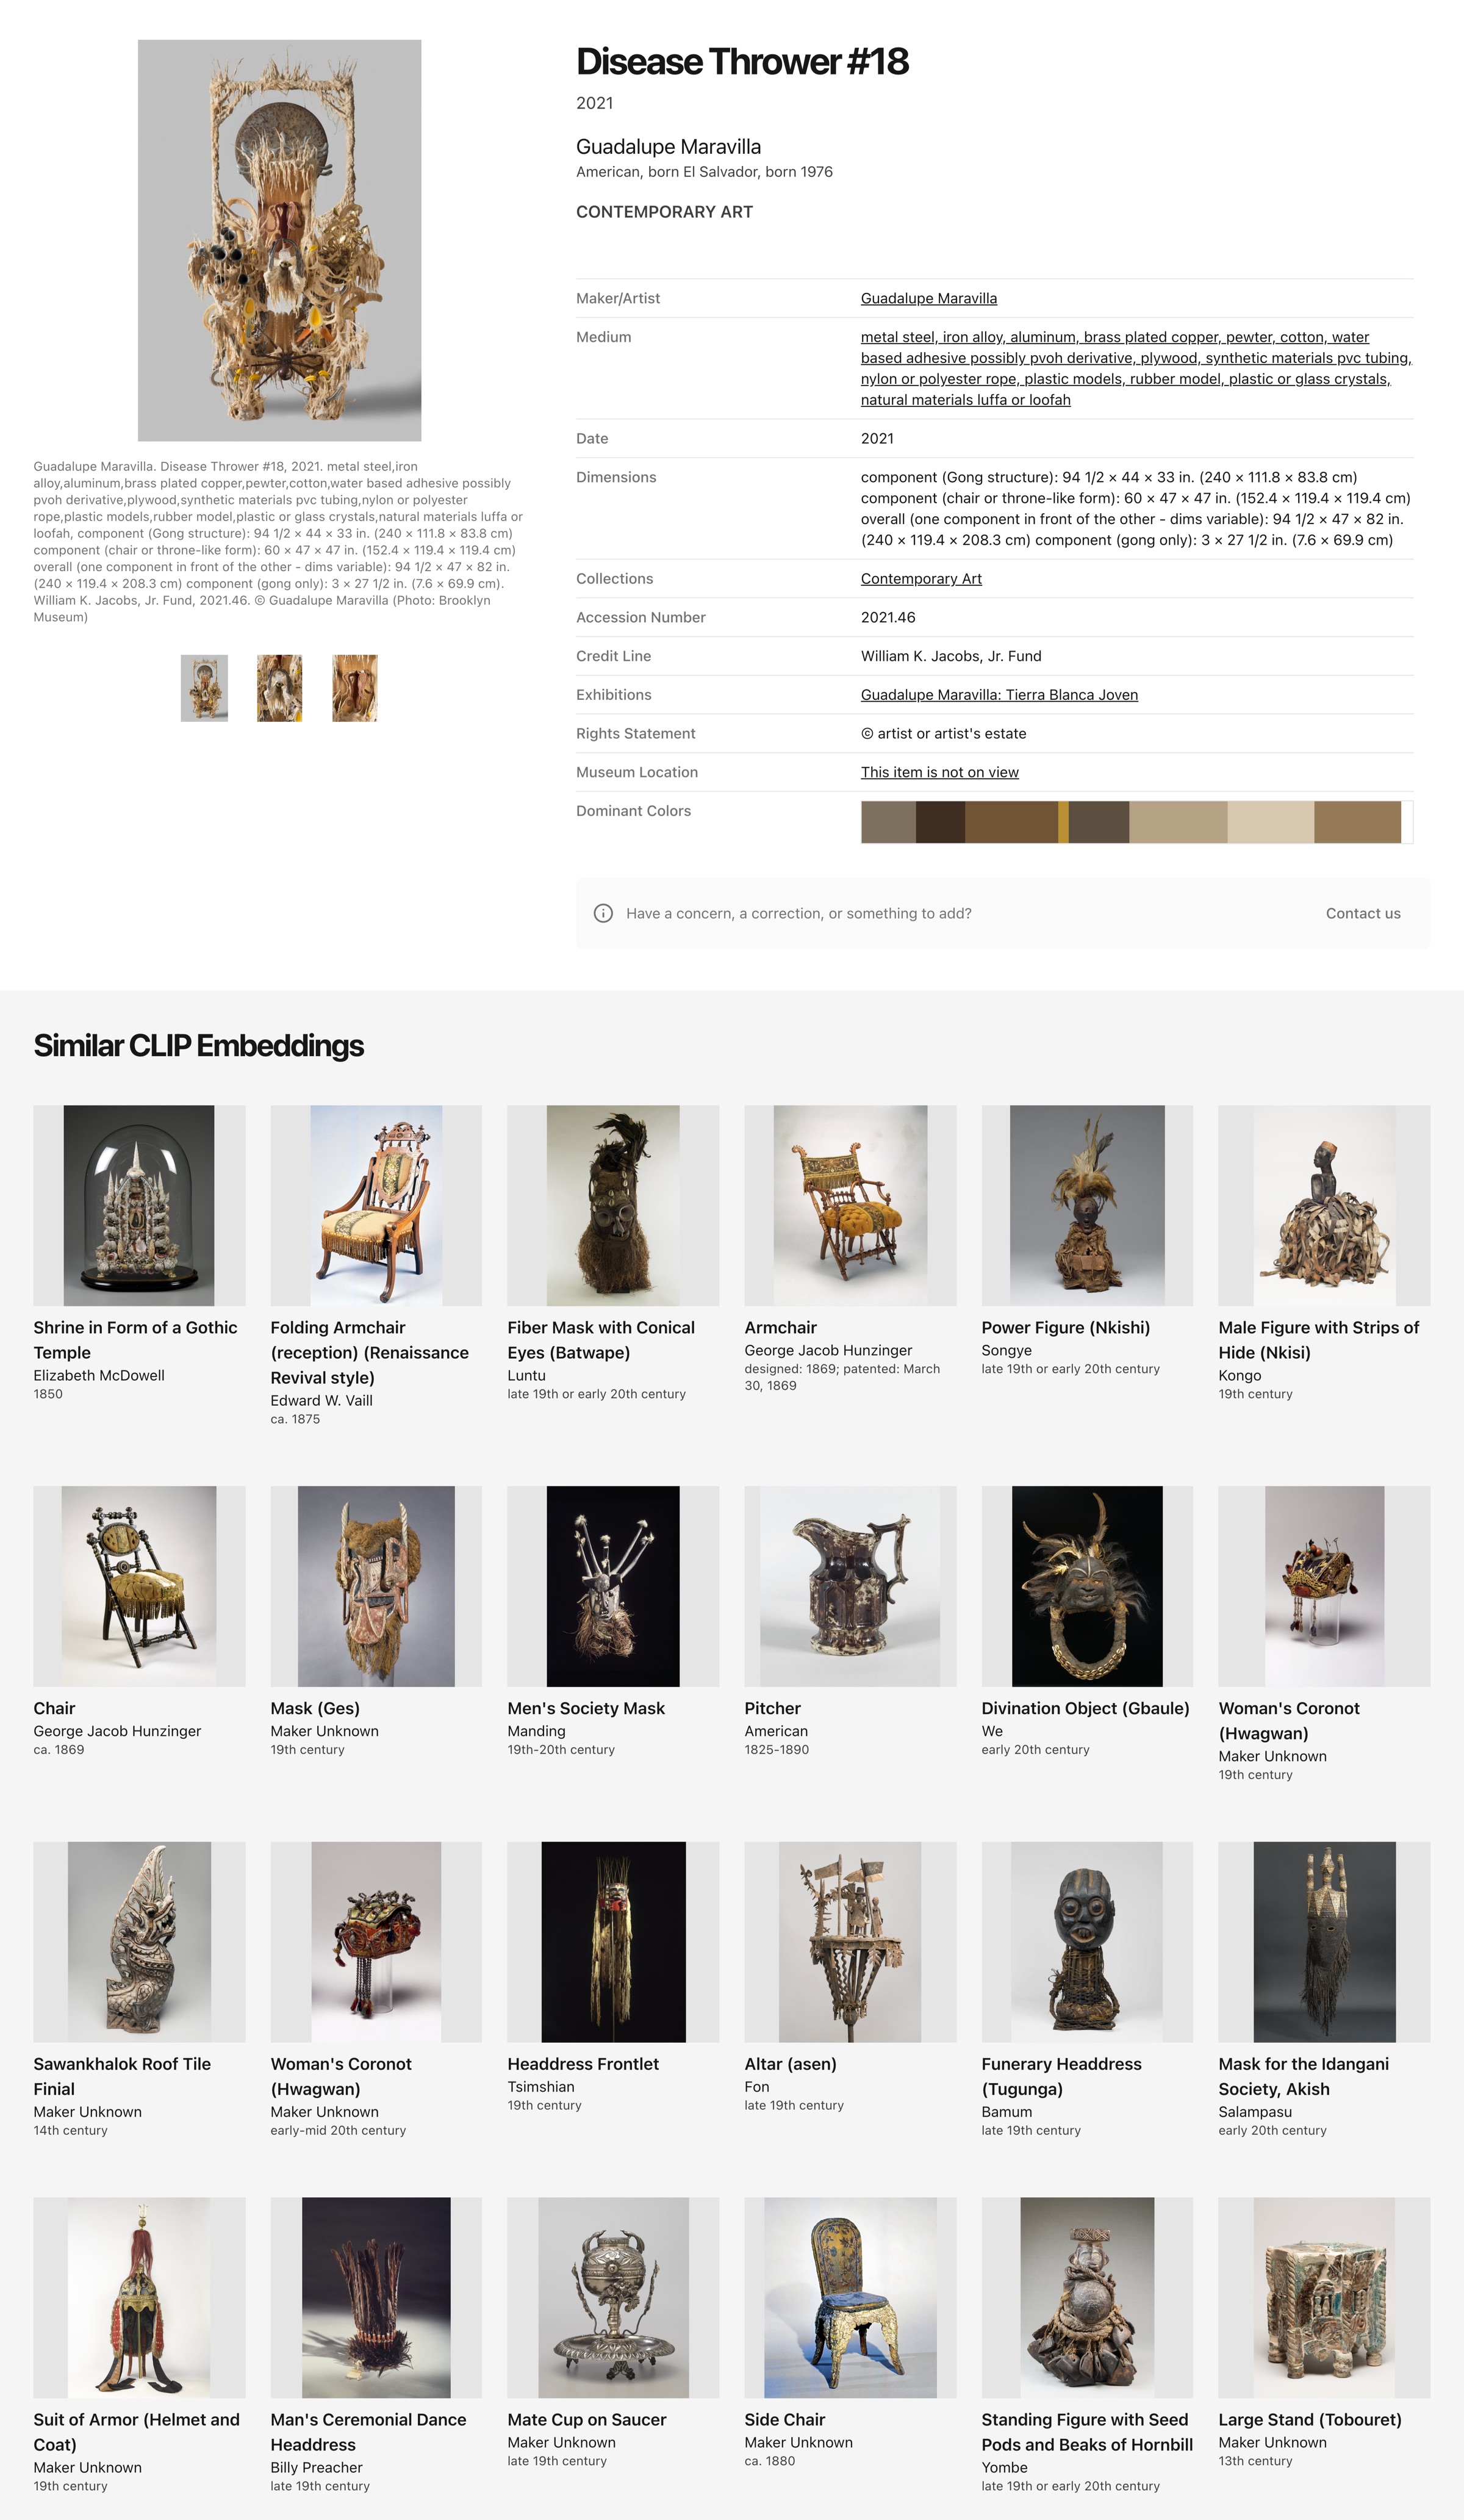 Disease Thrower #18
2021
Guadalupe Maravilla
American, born El Salvador, born 1976
CONTEMPORARY ART
Maker/Artist
Guadalupe Maravilla
Medium
metal steel, iron alloy, aluminum, brass plated copper, pewter, cotton, water
based adhesive possibly pvoh derivative, plywood, synthetic materials pvc tubing,
nylon or polyester rope, plastic models, rubber model, plastic or glass crystals,
natural materials luffa or loofah
Date
2021
Dimensions
component (Gong structure): 94 1/2 × 44 × 33 in. (240 × 111.8 × 83.8 cm)
component (chair or throne-like form): 60 × 47 × 47 in. (152.4 × 119.4 × 119.4 cm)
overall (one component in front of the other - dims variable): 94 1/2 × 47 × 82 in.
(240 × 119.4 × 208.3 cm) component (gong only): 3 × 27 1/2 in. (7.6 × 69.9 cm)
Collections
Contemporary Art
Accession Number
2021.46
Credit Line
William K. Jacobs, Jr. Fund
Exhibitions
Guadalupe Maravilla: Tierra Blanca Joven
Rights Statement
© artist or artist's estate
Museum Location
This item is not on view
Dominant Colors
Have a concern, a correction, or something to add?
Contact us
Guadalupe Maravilla. Disease Thrower #18, 2021. metal steel,iron
alloy,aluminum,brass plated copper,pewter,cotton,water based adhesive possibly
pvoh derivative,plywood,synthetic materials pvc tubing,nylon or polyester
rope,plastic models,rubber model,plastic or glass crystals,natural materials luffa or
loofah, component (Gong structure): 94 1/2 × 44 × 33 in. (240 × 111.8 × 83.8 cm)
component (chair or throne-like form): 60 × 47 × 47 in. (152.4 × 119.4 × 119.4 cm)
overall (one component in front of the other - dims variable): 94 1/2 × 47 × 82 in.
(240 × 119.4 × 208.3 cm) component (gong only): 3 × 27 1/2 in. (7.6 × 69.9 cm).
William K. Jacobs, Jr. Fund, 2021.46. © Guadalupe Maravilla (Photo: Brooklyn
Museum)
Similar CLIP Embeddings
Shrine in Form of a Gothic
Temple
Elizabeth McDowell
1850
Folding Armchair
(reception) (Renaissance
Revival style)
Edward W. Vaill
ca. 1875
Fiber Mask with Conical
Eyes (Batwape)
Luntu
late 19th or early 20th century
Armchair
George Jacob Hunzinger
designed: 1869; patented: March
30, 1869
Power Figure (Nkishi)
Songye
late 19th or early 20th century
Male Figure with Strips of
Hide (Nkisi)
Kongo
19th century
Chair
George Jacob Hunzinger
ca. 1869
Mask (Ges)
Maker Unknown
19th century
Men's Society Mask
Manding
19th-20th century
Pitcher
American
1825-1890
Divination Object (Gbaule)
We
early 20th century
Woman's Coronot
(Hwagwan)
Maker Unknown
19th century
Sawankhalok Roof Tile
Finial
Maker Unknown
14th century
Woman's Coronot
(Hwagwan)
Maker Unknown
early-mid 20th century
Headdress Frontlet
Tsimshian
19th century
Altar (asen)
Fon
late 19th century
Funerary Headdress
(Tugunga)
Bamum
late 19th century
Mask for the Idangani
Society, Akish
Salampasu
early 20th century
Suit of Armor (Helmet and
Coat)
Maker Unknown
19th century
Man's Ceremonial Dance
Headdress
Billy Preacher
late 19th century
Mate Cup on Saucer
Maker Unknown
late 19th century
Side Chair
Maker Unknown
ca. 1880
Standing Figure with Seed
Pods and Beaks of Hornbill
Yombe
late 19th or early 20th century
Large Stand (Tobouret)
Maker Unknown
13th century